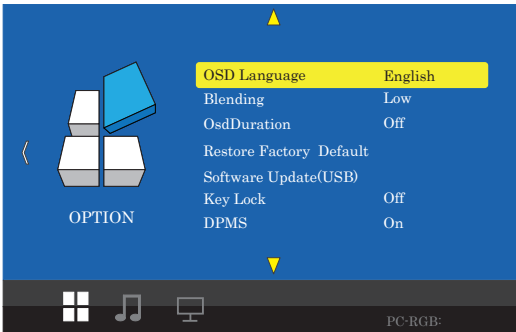 OSD Language English
Blending Low
OsdDuration Off
Restore Factory Default
Software Update(USB)
Key Lock Off
OPTION
DPMS On
PC-RGB: